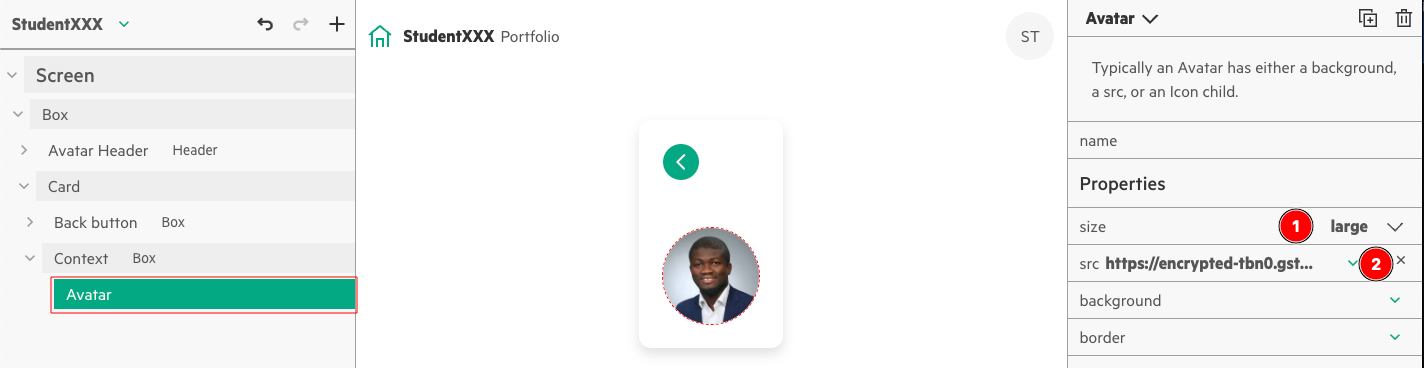 StudentXXX
Screen
Box
Avatar Header Header
Card
Back button Box
Context Box
Avatar
StudentXXX Portfolio
ST
Avatar
Typically an Avatar has either a background,
a src, or an Icon child.
name
Properties
size 1 large
src https://encrypted-tbn0.gst... 2
background
border